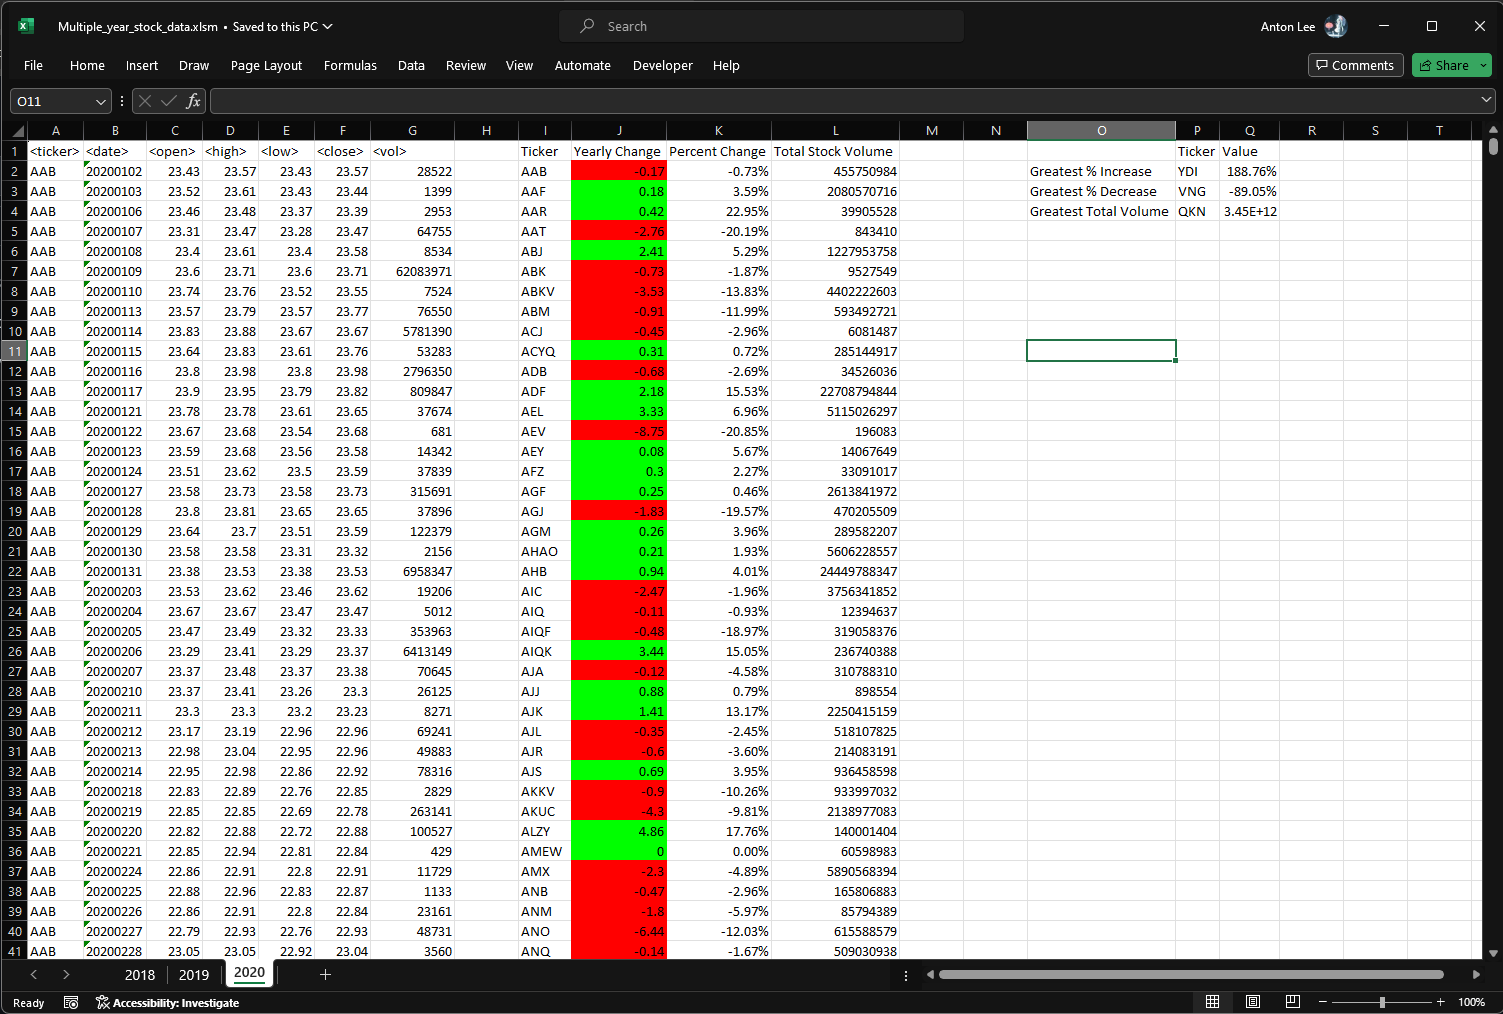 Multiple_year_stock_data.xlsm • Saved to this PC
Search
Anton Lee
File Home Insert Draw Page Layout Formulas Data Review View Automate Developer Help
Comments Share
O11 fx
A B C D E F G H I J K L M N O P Q R S T
1 <ticker> <date> <open> <high> <low> <close> <vol> Ticker Yearly Change Percent Change Total Stock Volume Ticker Value
2 AAB 20200102 23.43 23.57 23.43 23.57 28522 AAB -0.17 -0.73% 455750984 Greatest % Increase YDI 188.76%
3 AAB 20200103 23.52 23.61 23.43 23.44 1399 AAF 0.18 3.59% 2080570716 Greatest % Decrease VNG -89.05%
4 AAB 20200106 23.46 23.48 23.37 23.39 2953 AAR 0.42 22.95% 39905528 Greatest Total Volume QKN 3.45E+12
5 AAB 20200107 23.31 23.47 23.28 23.47 64755 AAT -2.76 -20.19% 843410
6 AAB 20200108 23.4 23.61 23.4 23.58 8534 ABJ 2.41 5.29% 1227953758
7 AAB 20200109 23.6 23.71 23.6 23.71 62083971 ABK -0.73 -1.87% 9527549
8 AAB 20200110 23.74 23.76 23.52 23.55 7524 ABKV -3.53 -13.83% 4402222603
9 AAB 20200113 23.57 23.79 23.57 23.77 76550 ABM -0.91 -11.99% 593492721
10 AAB 20200114 23.83 23.88 23.67 23.67 5781390 ACJ -0.45 -2.96% 6081487
11 AAB 20200115 23.64 23.83 23.61 23.76 53283 ACYQ 0.31 0.72% 285144917
12 AAB 20200116 23.8 23.98 23.8 23.98 2796350 ADB -0.68 -2.69% 34526036
13 AAB 20200117 23.9 23.95 23.79 23.82 809847 ADF 2.18 15.53% 22708794844
14 AAB 20200121 23.78 23.78 23.61 23.65 37674 AEL 3.33 6.96% 5115026297
15 AAB 20200122 23.67 23.68 23.54 23.68 681 AEV -8.75 -20.85% 196083
16 AAB 20200123 23.59 23.68 23.56 23.58 14342 AEY 0.08 5.67% 14067649
17 AAB 20200124 23.51 23.62 23.5 23.59 37839 AFZ 0.3 2.27% 33091017
18 AAB 20200127 23.58 23.73 23.58 23.73 315691 AGF 0.25 0.46% 2613841972
19 AAB 20200128 23.8 23.81 23.65 23.65 37896 AGJ -1.83 -19.57% 470205509
20 AAB 20200129 23.64 23.7 23.51 23.59 122379 AGM 0.26 3.96% 289582207
21 AAB 20200130 23.58 23.58 23.31 23.32 2156 AHAO 0.21 1.93% 5606228557
22 AAB 20200131 23.38 23.53 23.38 23.53 6958347 AHB 0.94 4.01% 24449788347
23 AAB 20200203 23.53 23.62 23.46 23.62 19206 AIC -2.47 -1.96% 3756341852
24 AAB 20200204 23.67 23.67 23.47 23.47 5012 AIQ -0.11 -0.93% 12394637
25 AAB 20200205 23.47 23.49 23.32 23.33 353963 AIQF -0.48 -18.97% 319058376
26 AAB 20200206 23.29 23.41 23.29 23.37 6413149 AIQK 3.44 15.05% 236740388
27 AAB 20200207 23.37 23.48 23.37 23.38 70645 AJA -0.12 -4.58% 310788310
28 AAB 20200210 23.37 23.41 23.26 23.3 26125 AJJ 0.88 0.79% 898554
29 AAB 20200211 23.3 23.3 23.2 23.23 8271 AJK 1.41 13.17% 2250415159
30 AAB 20200212 23.17 23.19 22.96 22.96 69241 AJL -0.35 -2.45% 518107825
31 AAB 20200213 22.98 23.04 22.95 22.96 49883 AJR -0.6 -3.60% 214083191
32 AAB 20200214 22.95 22.98 22.86 22.92 78316 AJS 0.69 3.95% 936458598
33 AAB 20200218 22.83 22.89 22.76 22.85 2829 AKKV -0.9 -10.26% 933997032
34 AAB 20200219 22.85 22.85 22.69 22.78 263141 AKUC -4.3 -9.81% 2138977083
35 AAB 20200220 22.82 22.88 22.72 22.88 100527 ALZY 4.86 17.76% 140001404
36 AAB 20200221 22.85 22.94 22.81 22.84 429 AMEW 0 0.00% 60598983
37 AAB 20200224 22.86 22.91 22.8 22.91 11729 AMX -2.3 -4.89% 5890568394
38 AAB 20200225 22.88 22.96 22.83 22.87 1133 ANB -0.47 -2.96% 165806883
39 AAB 20200226 22.86 22.91 22.8 22.84 23161 ANM -1.8 -5.97% 85794389
40 AAB 20200227 22.79 22.93 22.76 22.93 48731 ANO -6.44 -12.03% 615588579
41 AAB 20200228 23.05 23.05 22.92 23.04 3560 ANQ -0.14 -1.67% 509030938
2018 2019 2020
Ready Accessibility: Investigate 100%